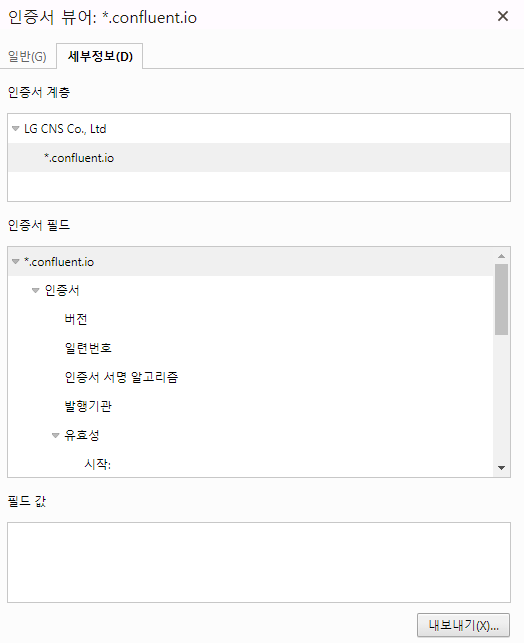 인증서 뷰어: *.confluent.io
일반(G) 세부정보(D)
인증서 계층
LG CNS Co., Ltd
*.confluent.io
인증서 필드
*.confluent.io
인증서
버전
일련번호
인증서 서명 알고리즘
발행기관
유효성
시작:
필드 값
내보내기(X)...